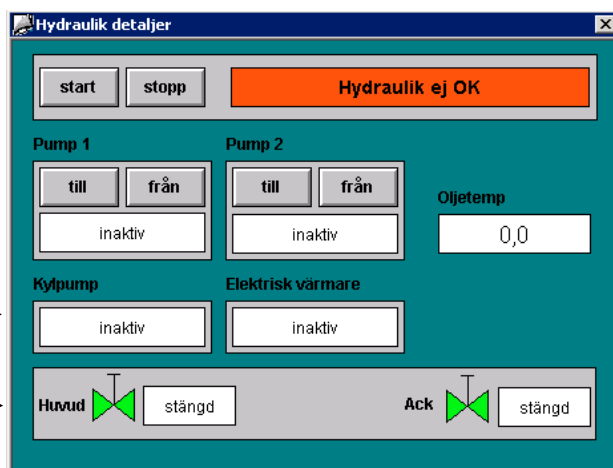 Hydraulik detaljer
start stopp Hydraulik ej OK
Pump 1 Pump 2
till från till från
Oljetemp
inaktiv inaktiv 0,0
Kylpump Elektrisk värmare
inaktiv inaktiv
Huvud stängd Ack stängd